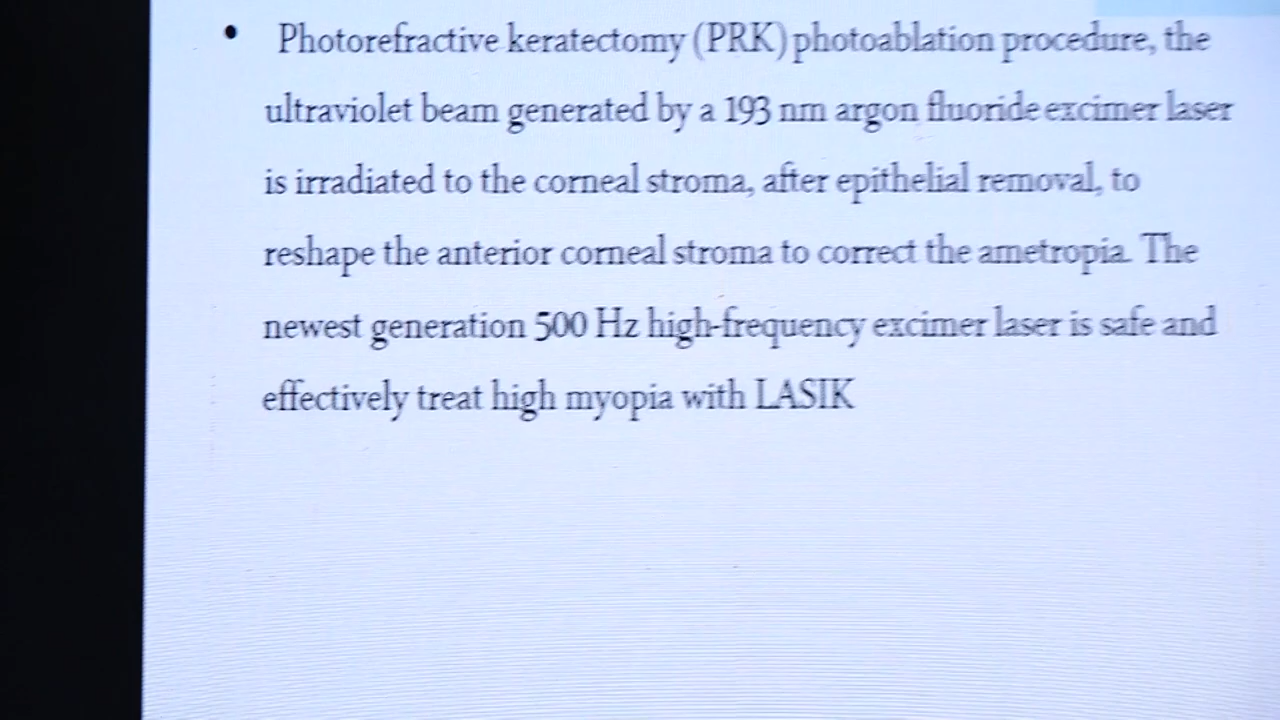 • Photorefractive keratectomy (PRK) photoablation procedure, the
ultraviolet beam generated by a 193 nm argon fluoride excimer laser
is irradiated to the corneal stroma, after epithelial removal, to
reshape the anterior corneal stroma to correct the ametropia. The
newest generation 500 Hz high-frequency excimer laser is safe and
effectively treat high myopia with LASIK